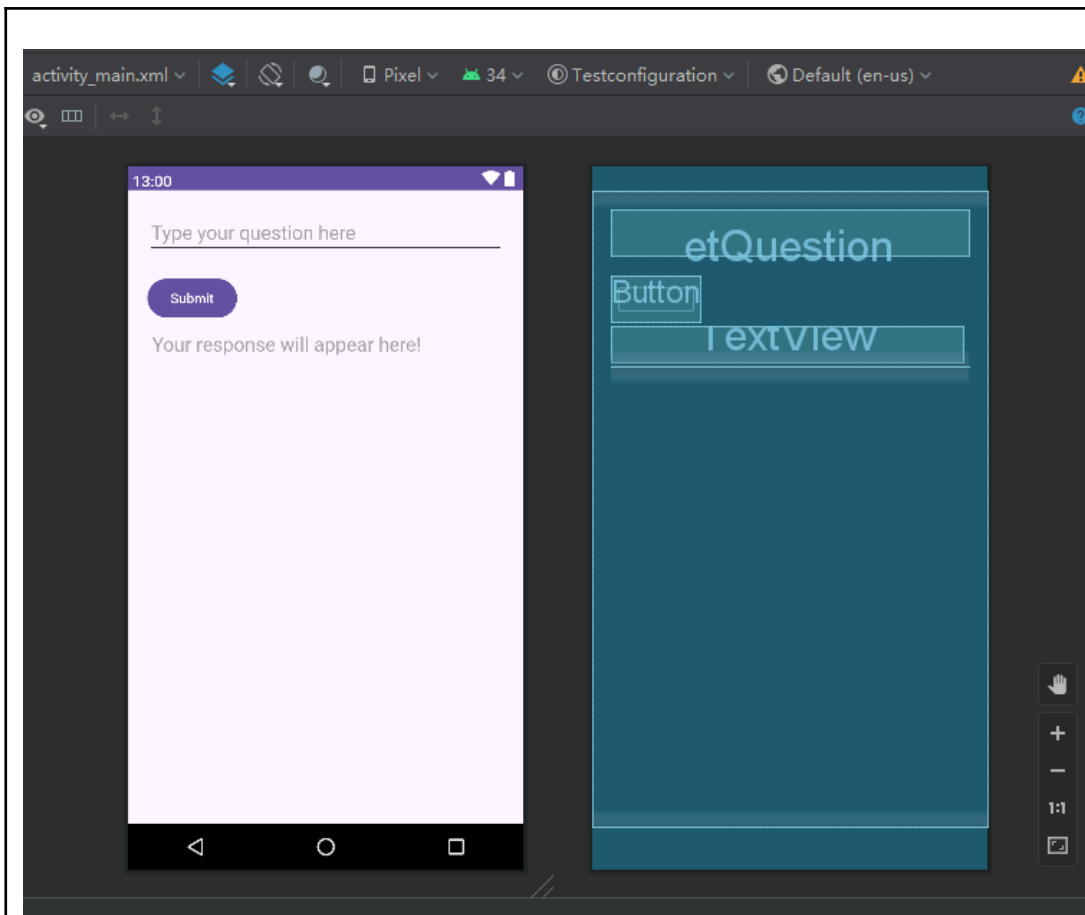 activity_main.xml Pixel 34 Testconfiguration Default (en-us)
13:00
Type your question here
Submit
Your response will appear here!
etQuestion
Button
TextView
1:1